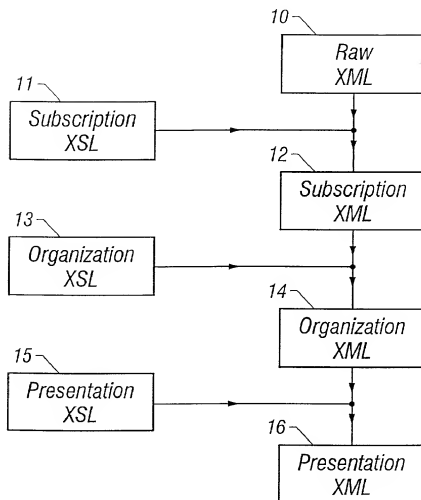 10
Raw
XML
11
Subscription
XSL
12
Subscription
XML
13
Organization
XSL
14
Organization
XML
15
Presentation
XSL
16
Presentation
XML